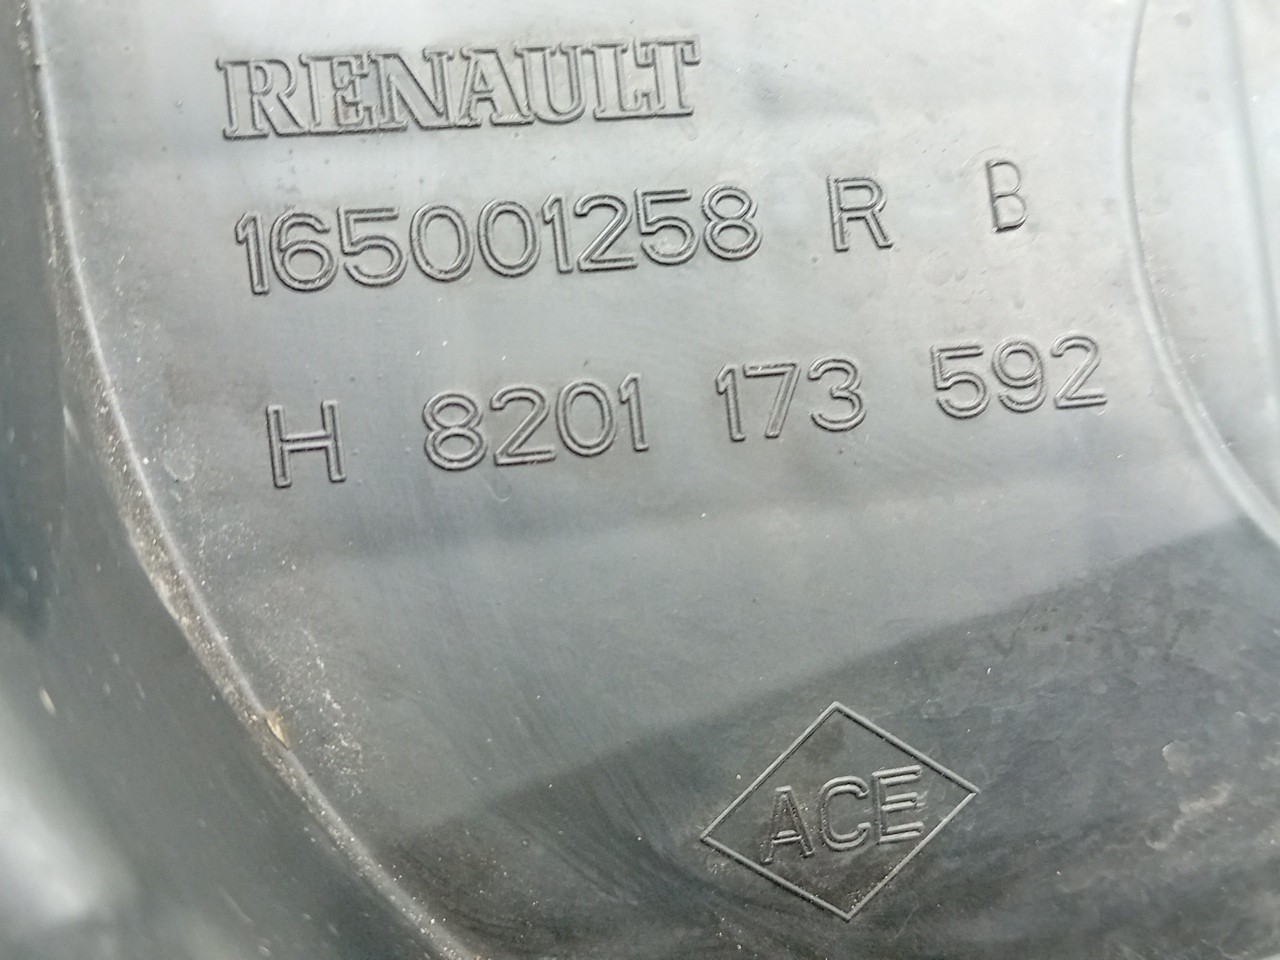 RENAULT
165001258 R B
H 8201 173 592
ACE